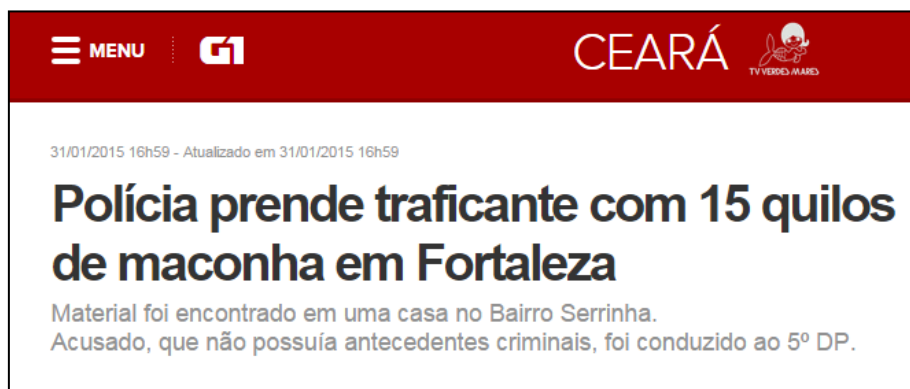 MENU G1 CEARÁ TV VERDES MARES
31/01/2015 16h59 - Atualizado em 31/01/2015 16h59
Polícia prende traficante com 15 quilos
de maconha em Fortaleza
Material foi encontrado em uma casa no Bairro Serrinha.
Acusado, que não possuía antecedentes criminais, foi conduzido ao 5º DP.